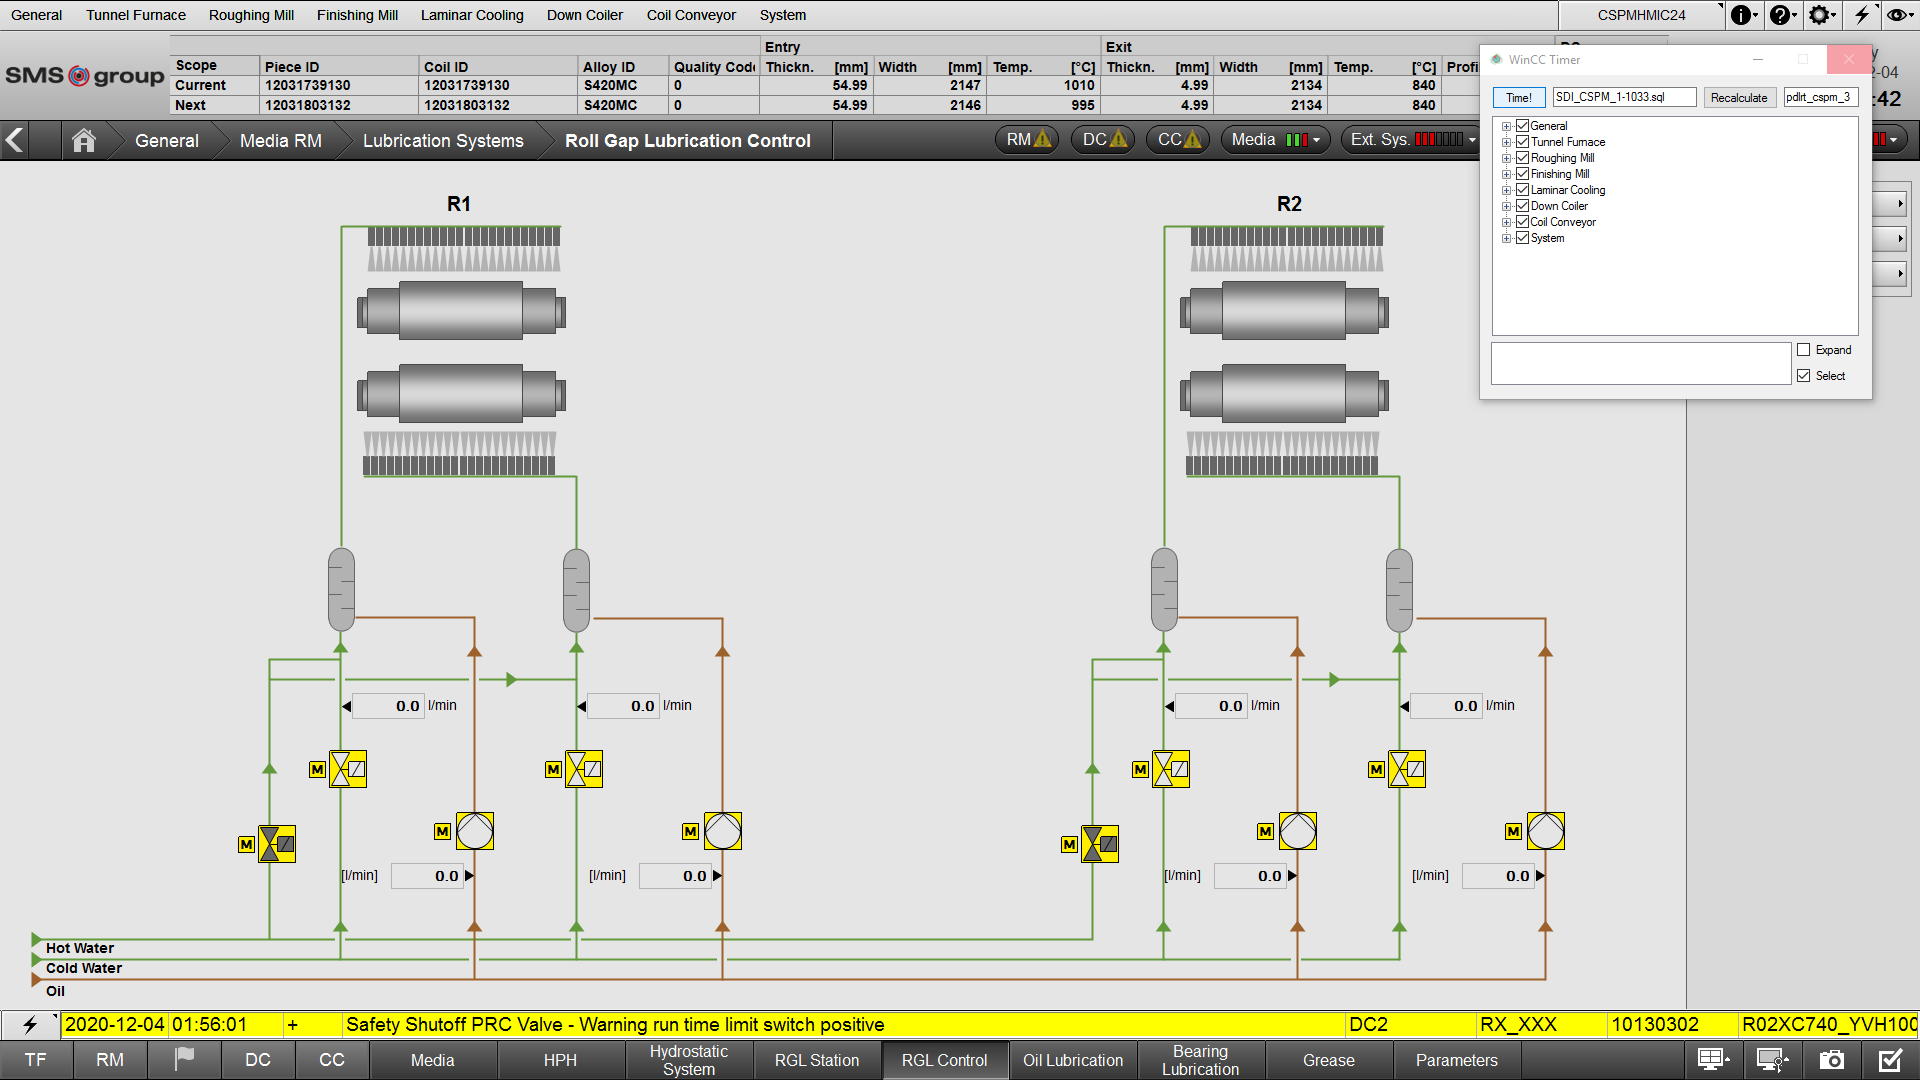 General Tunnel Furnace Roughing Mill Finishing Mill Laminar Cooling Down Coiler Coil Conveyor System CSPMHMIC24
SMS group
Entry Exit
Scope Piece ID Coil ID Alloy ID Quality Code Thickn. [mm] Width [mm] Temp. [°C] Thickn. [mm] Width [mm] Temp. [°C] Profi
Current 12031739130 12031739130 S420MC 0 54.99 2147 1010 4.99 2134 840
Next 12031803132 12031803132 S420MC 0 54.99 2146 995 4.99 2134 840
-04
:42
General Media RM Lubrication Systems Roll Gap Lubrication Control RM DC CC Media Ext. Sys.
WinCC Timer
Time! SDI_CSPM_1-1033.sql Recalculate pdlrt_cspm_3
General
Tunnel Furnace
Roughing Mill
Finishing Mill
Laminar Cooling
Down Coiler
Coil Conveyor
System
Expand
Select
R1 R2
0.0 l/min 0.0 l/min 0.0 l/min 0.0 l/min
M M M M
M M M M
M M
[l/min] 0.0 [l/min] 0.0 [l/min] 0.0 [l/min] 0.0
Hot Water
Cold Water
Oil
2020-12-04 01:56:01 + Safety Shutoff PRC Valve - Warning run time limit switch positive DC2 RX_XXX 10130302 R02XC740_YVH100
TF RM DC CC Media HPH Hydrostatic System RGL Station RGL Control Oil Lubrication Bearing Lubrication Grease Parameters